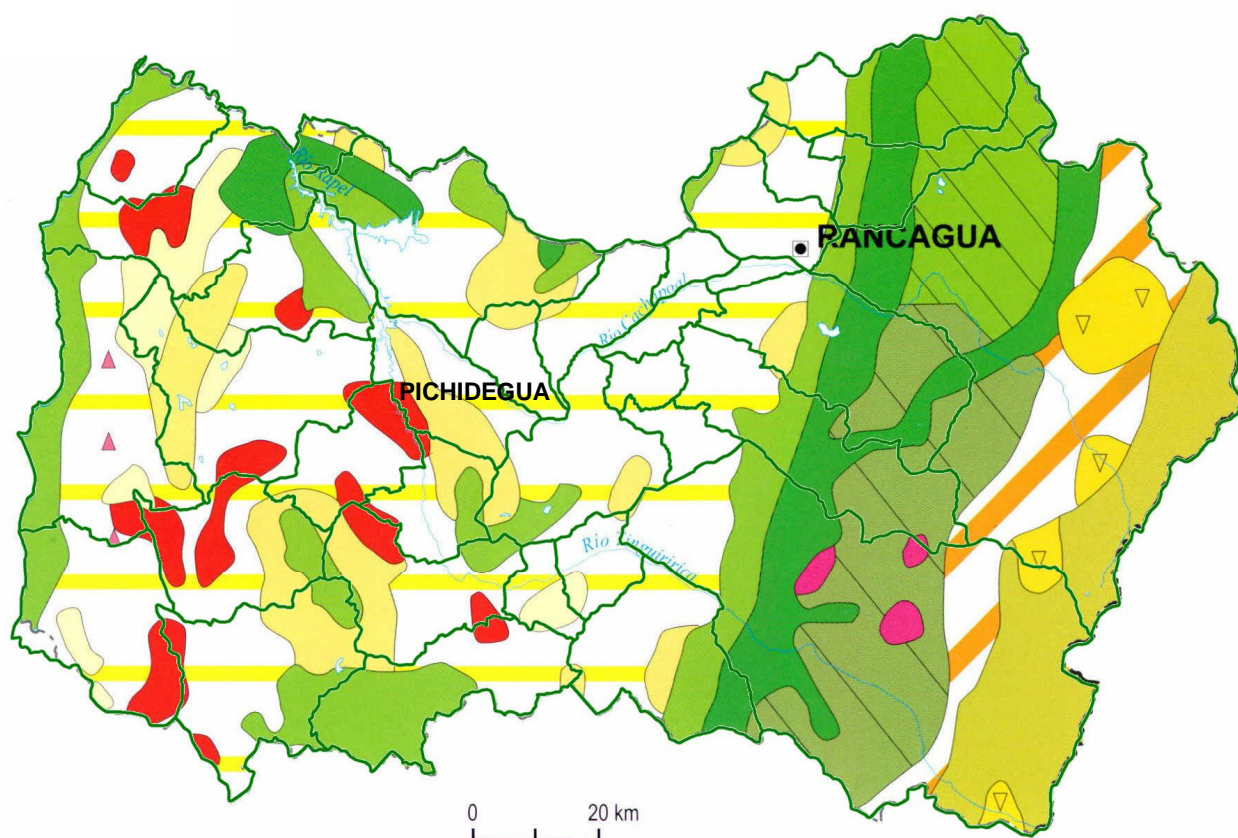 Río Rapel
RANCAGUA
Río Cachapoal
PICHIDEGUA
Río Tinguiririca
0 20 km